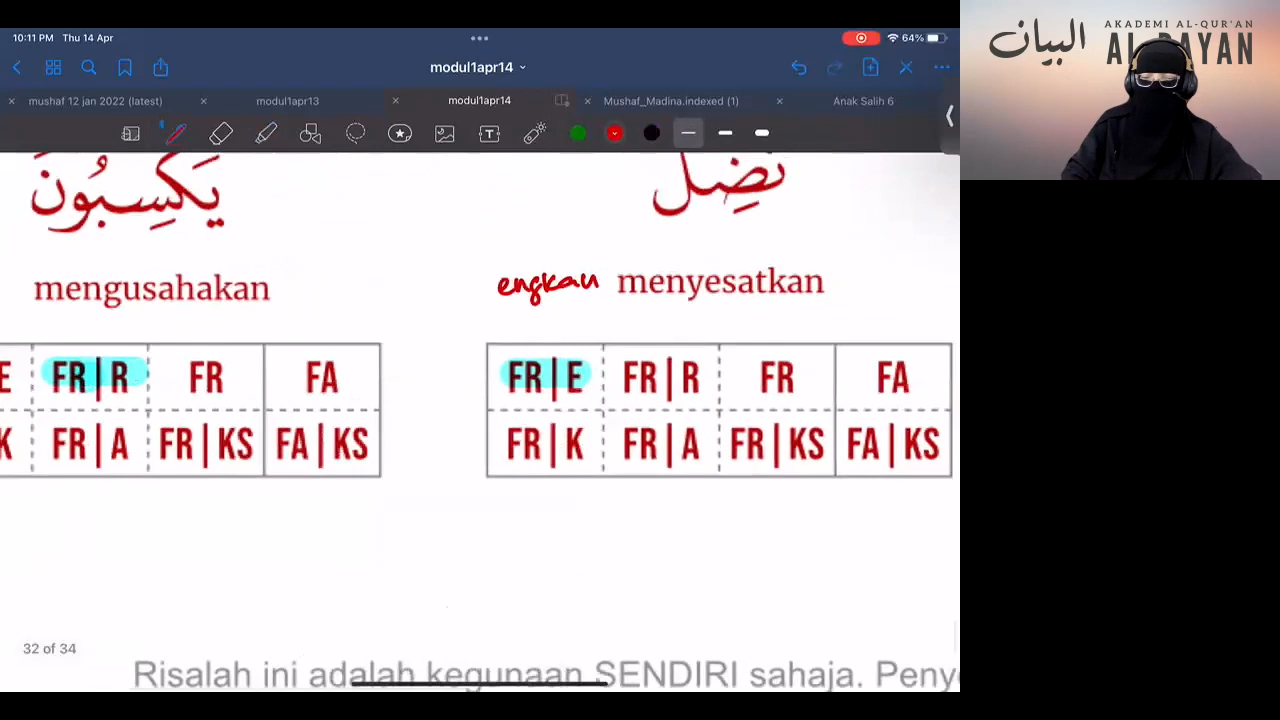 10:11 PM Thu 14 Apr
64%
modul1apr14
mushaf 12 jan 2022 (latest)
modul1apr13
modul1apr14
Mushaf_Madina.indexed (1)
Anak Salih 6
البيان
AKADEMI AL-QUR'AN
يَكْسِبُونَ
mengusahakan
engkau menyesatkan
E FR|R FR FA
K FR|A FR|KS FA|KS
FR|E FR|R FR FA
FR|K FR|A FR|KS FA|KS
32 of 34
Risalah ini adalah kegunaan SENDIRI sahaja.